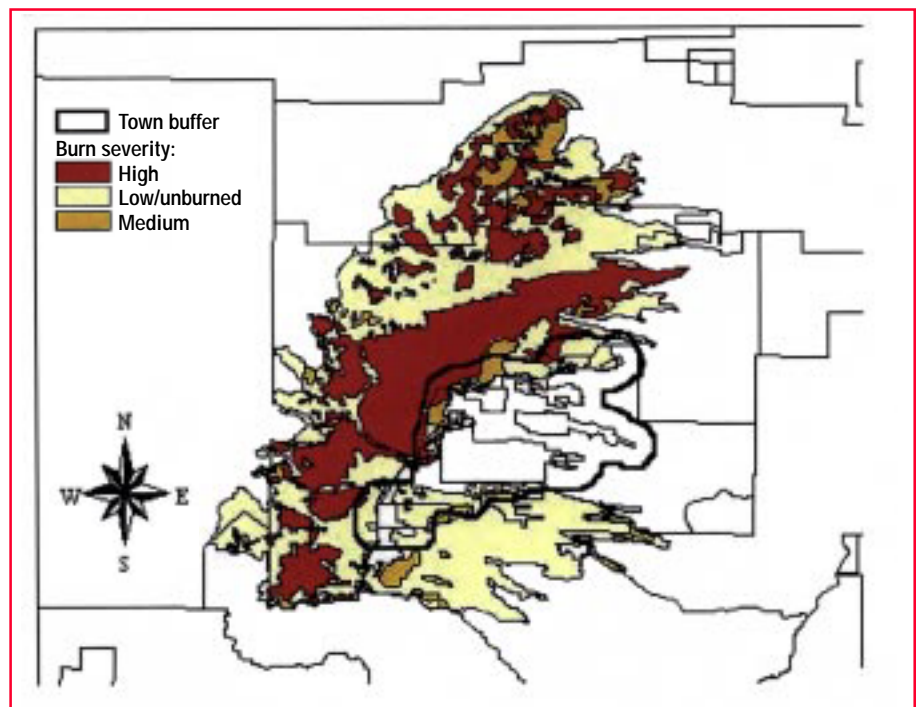 Town buffer
Burn severity:
High
Low/unburned
Medium
N
W E
S